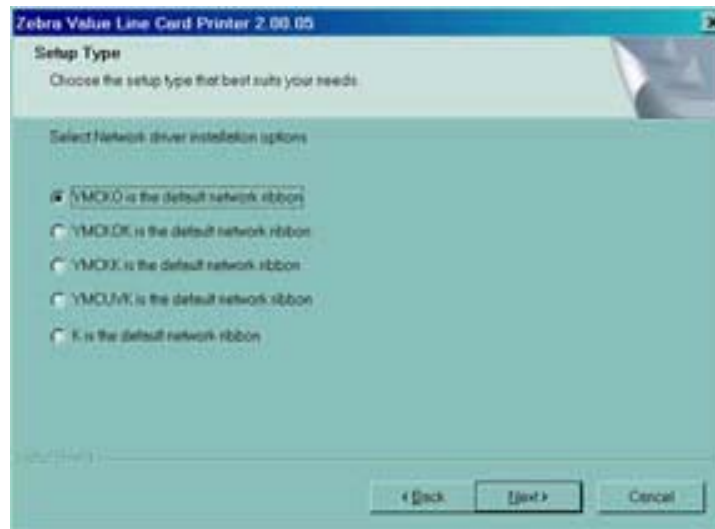 Zebra Value Line Card Printer 2.00.05
Setup Type
Choose the setup type that best suits your needs.
Select Network driver installation options
YMCKO is the default network ribbon
YMCKOK is the default network ribbon
YMCKK is the default network ribbon
YMCUVK is the default network ribbon
K is the default network ribbon
< Back
Next >
Cancel